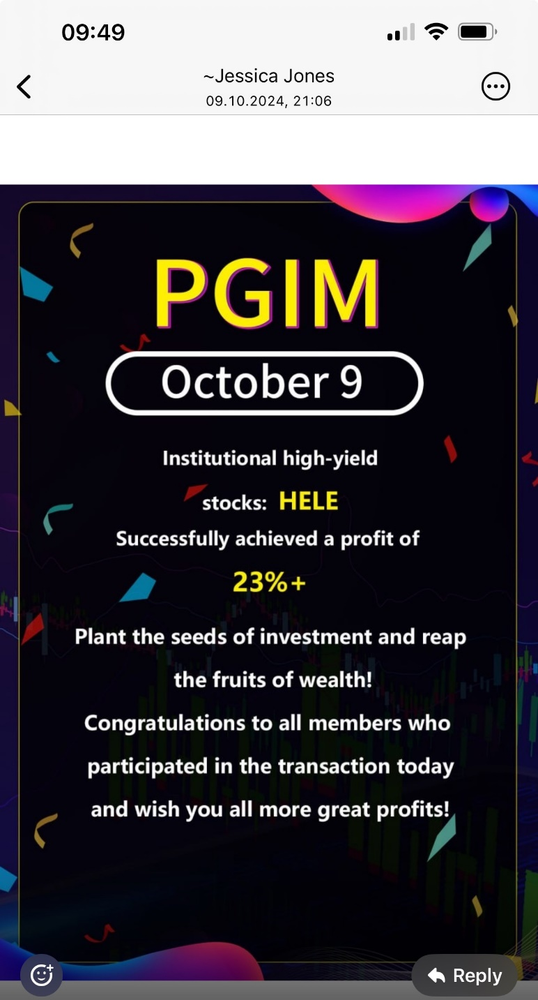 09:49
~Jessica Jones
09.10.2024, 21:06
PGIM
October 9
Institutional high-yield
stocks: HELE
Successfully achieved a profit of
23%+
Plant the seeds of investment and reap
the fruits of wealth!
Congratulations to all members who
participated in the transaction today
and wish you all more great profits!
Reply